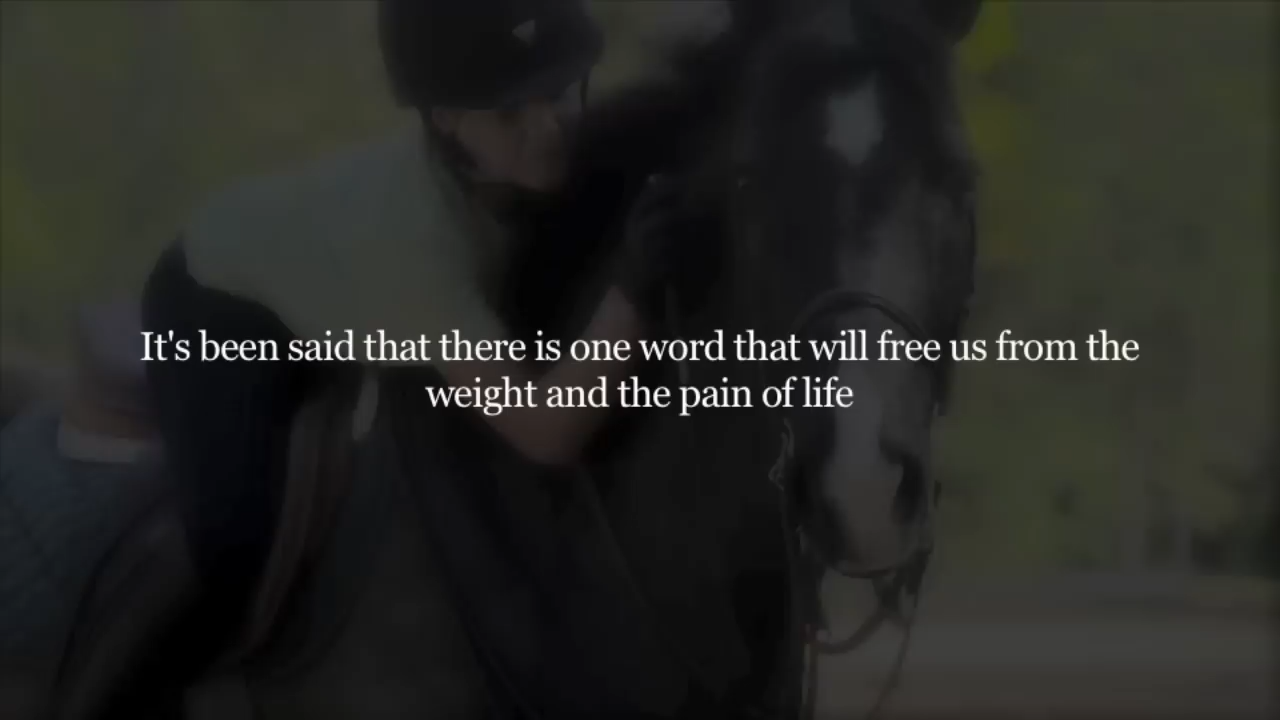 It's been said that there is one word that will free us from the
weight and the pain of life